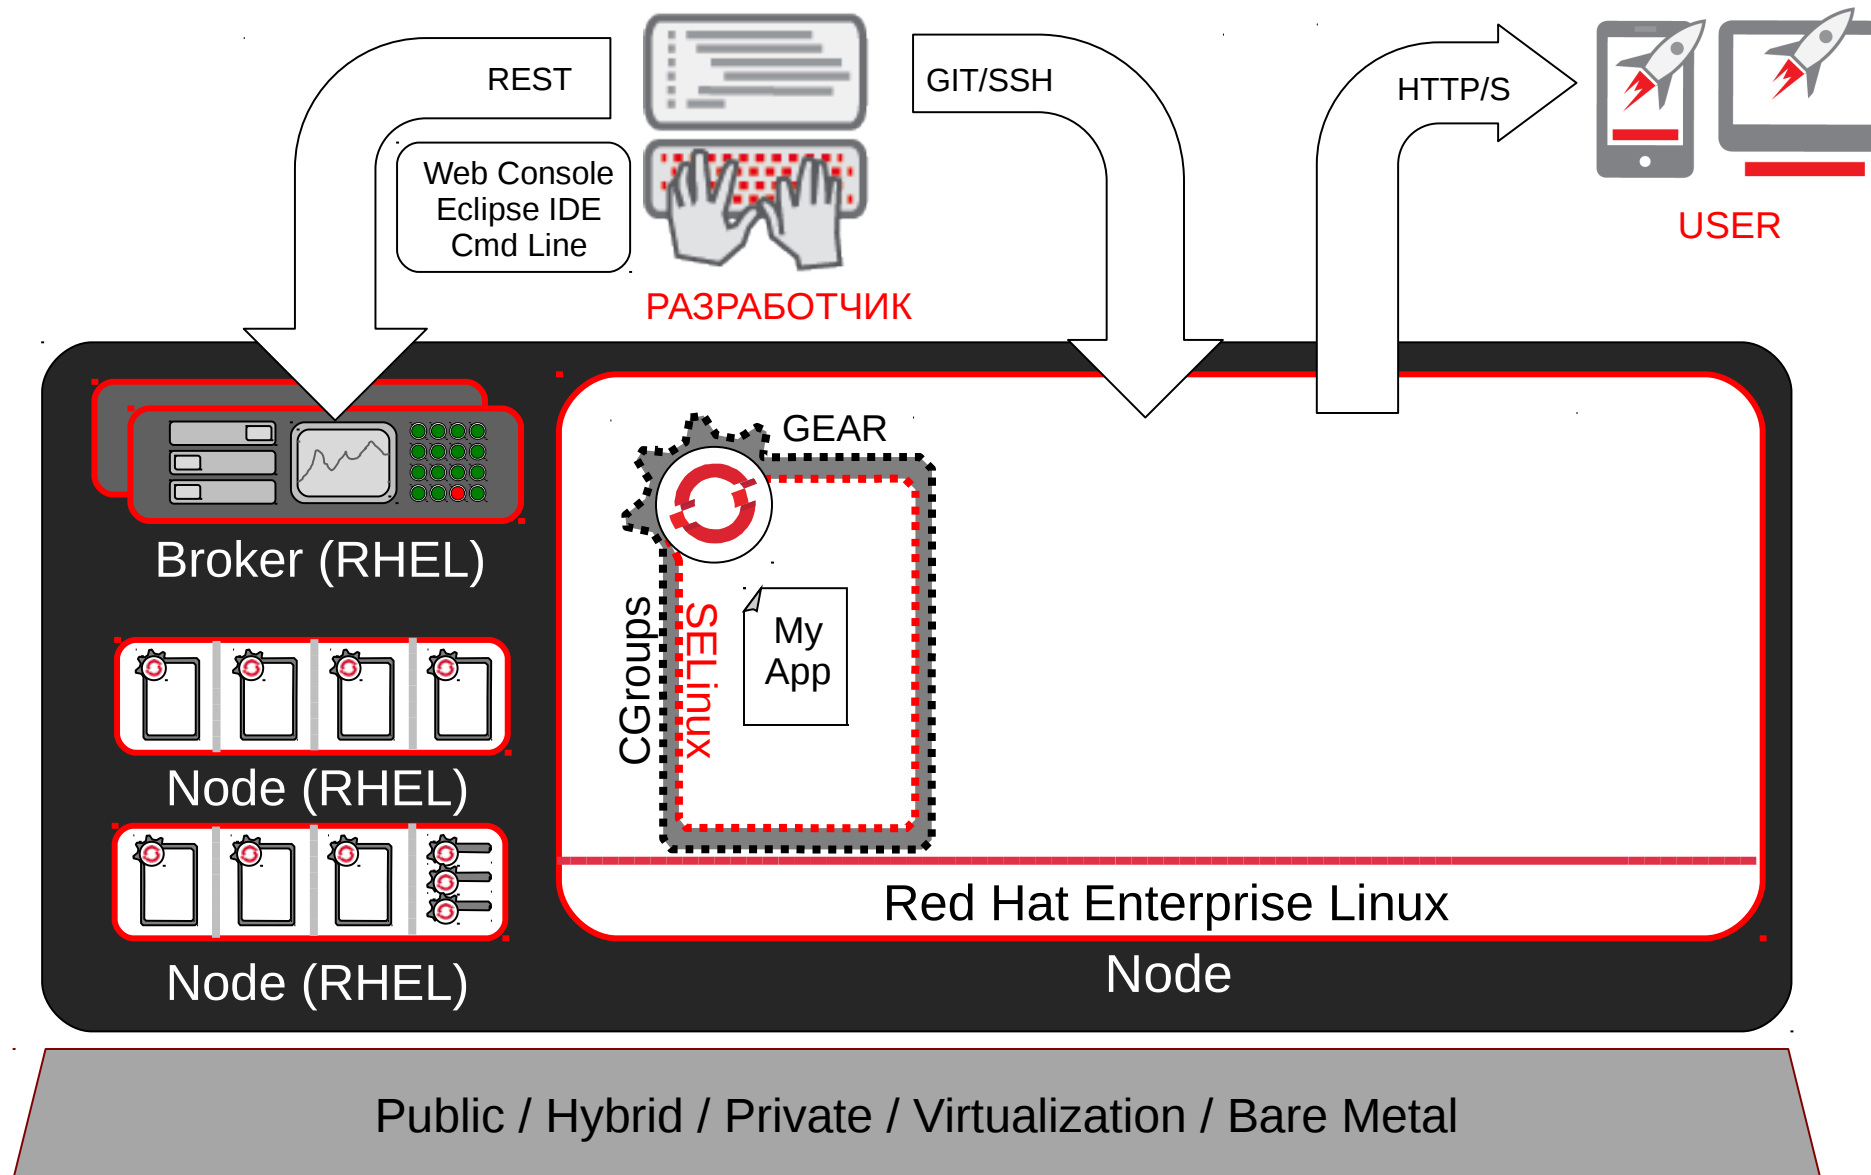 REST
GIT/SSH
HTTP/S
Web Console
Eclipse IDE
Cmd Line
USER
РАЗРАБОТЧИК
GEAR
Broker (RHEL)
CGroups
SELinux
My
App
Node (RHEL)
Node (RHEL)
Red Hat Enterprise Linux
Node
Public / Hybrid / Private / Virtualization / Bare Metal